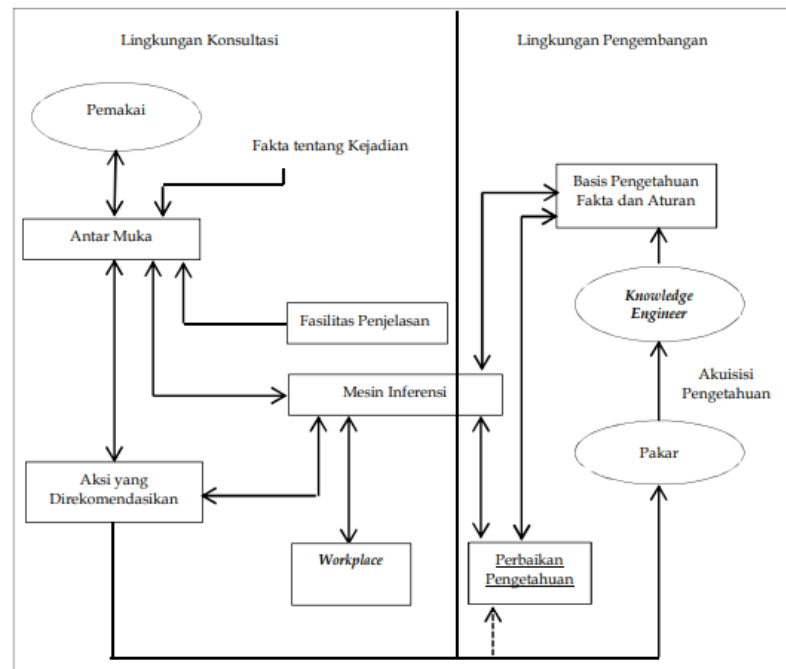 Lingkungan Konsultasi
Lingkungan Pengembangan
Pemakai
Fakta tentang Kejadian
Basis Pengetahuan
Fakta dan Aturan
Antar Muka
Knowledge
Engineer
Fasilitas Penjelasan
Akuisisi
Pengetahuan
Mesin Inferensi
Pakar
Aksi yang
Direkomendasikan
Workplace
Perbaikan
Pengetahuan